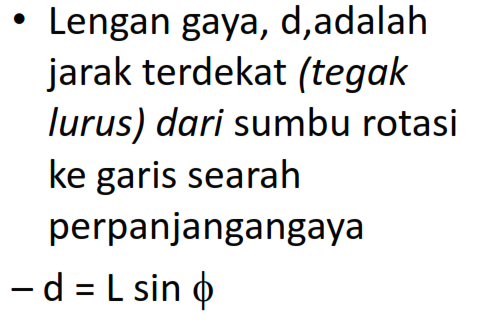 • Lengan gaya, d,adalah
jarak terdekat (tegak
lurus) dari sumbu rotasi
ke garis searah
perpanjangangaya
– d = L sin ϕ